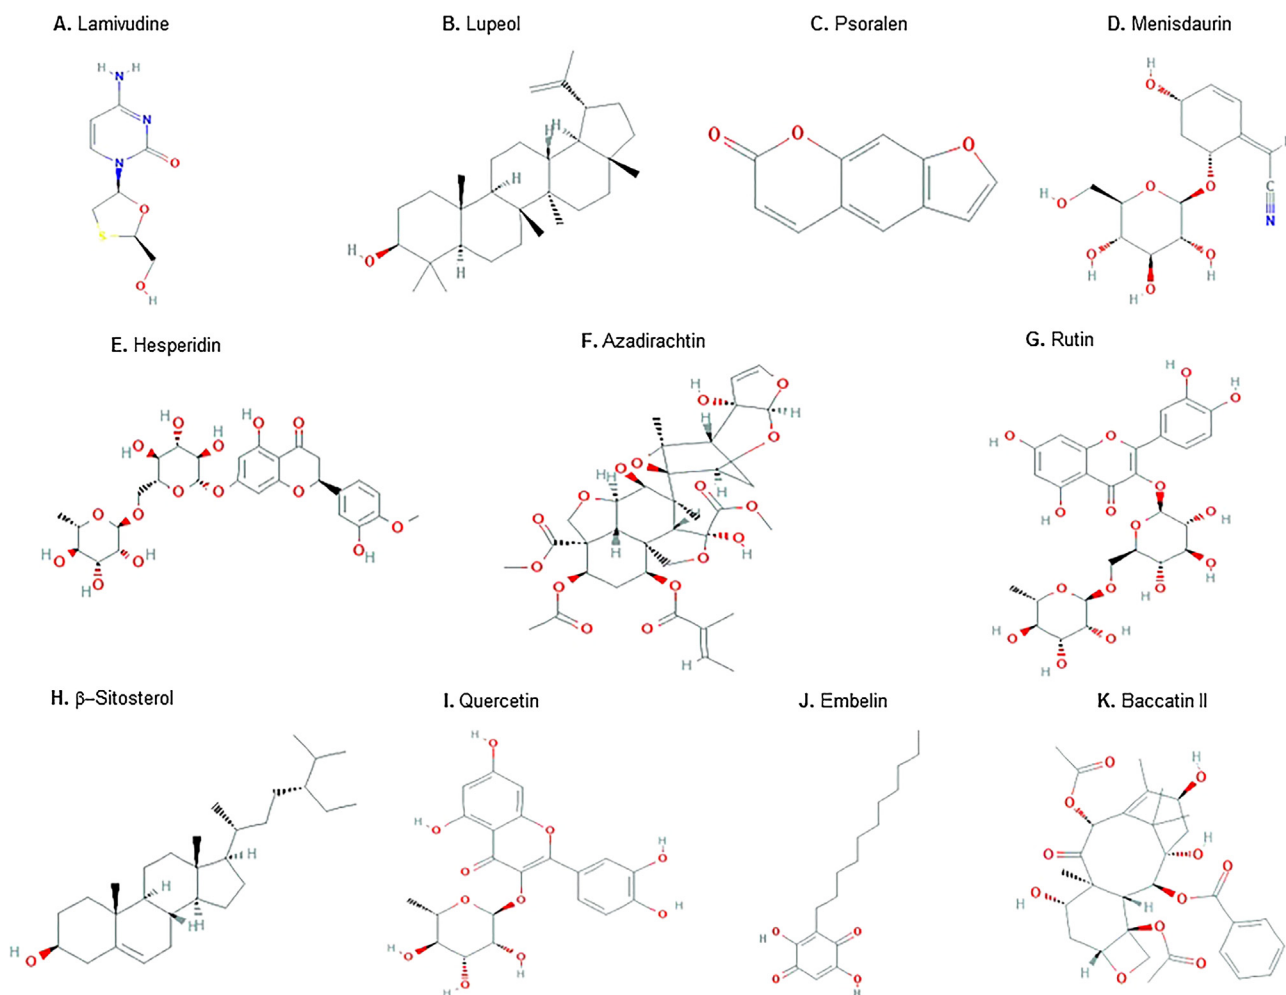 A. Lamivudine
B. Lupeol
C. Psoralen
D. Menisdaurin
E. Hesperidin
F. Azadirachtin
G. Rutin
H. β–Sitosterol
I. Quercetin
J. Embelin
K. Baccatin II